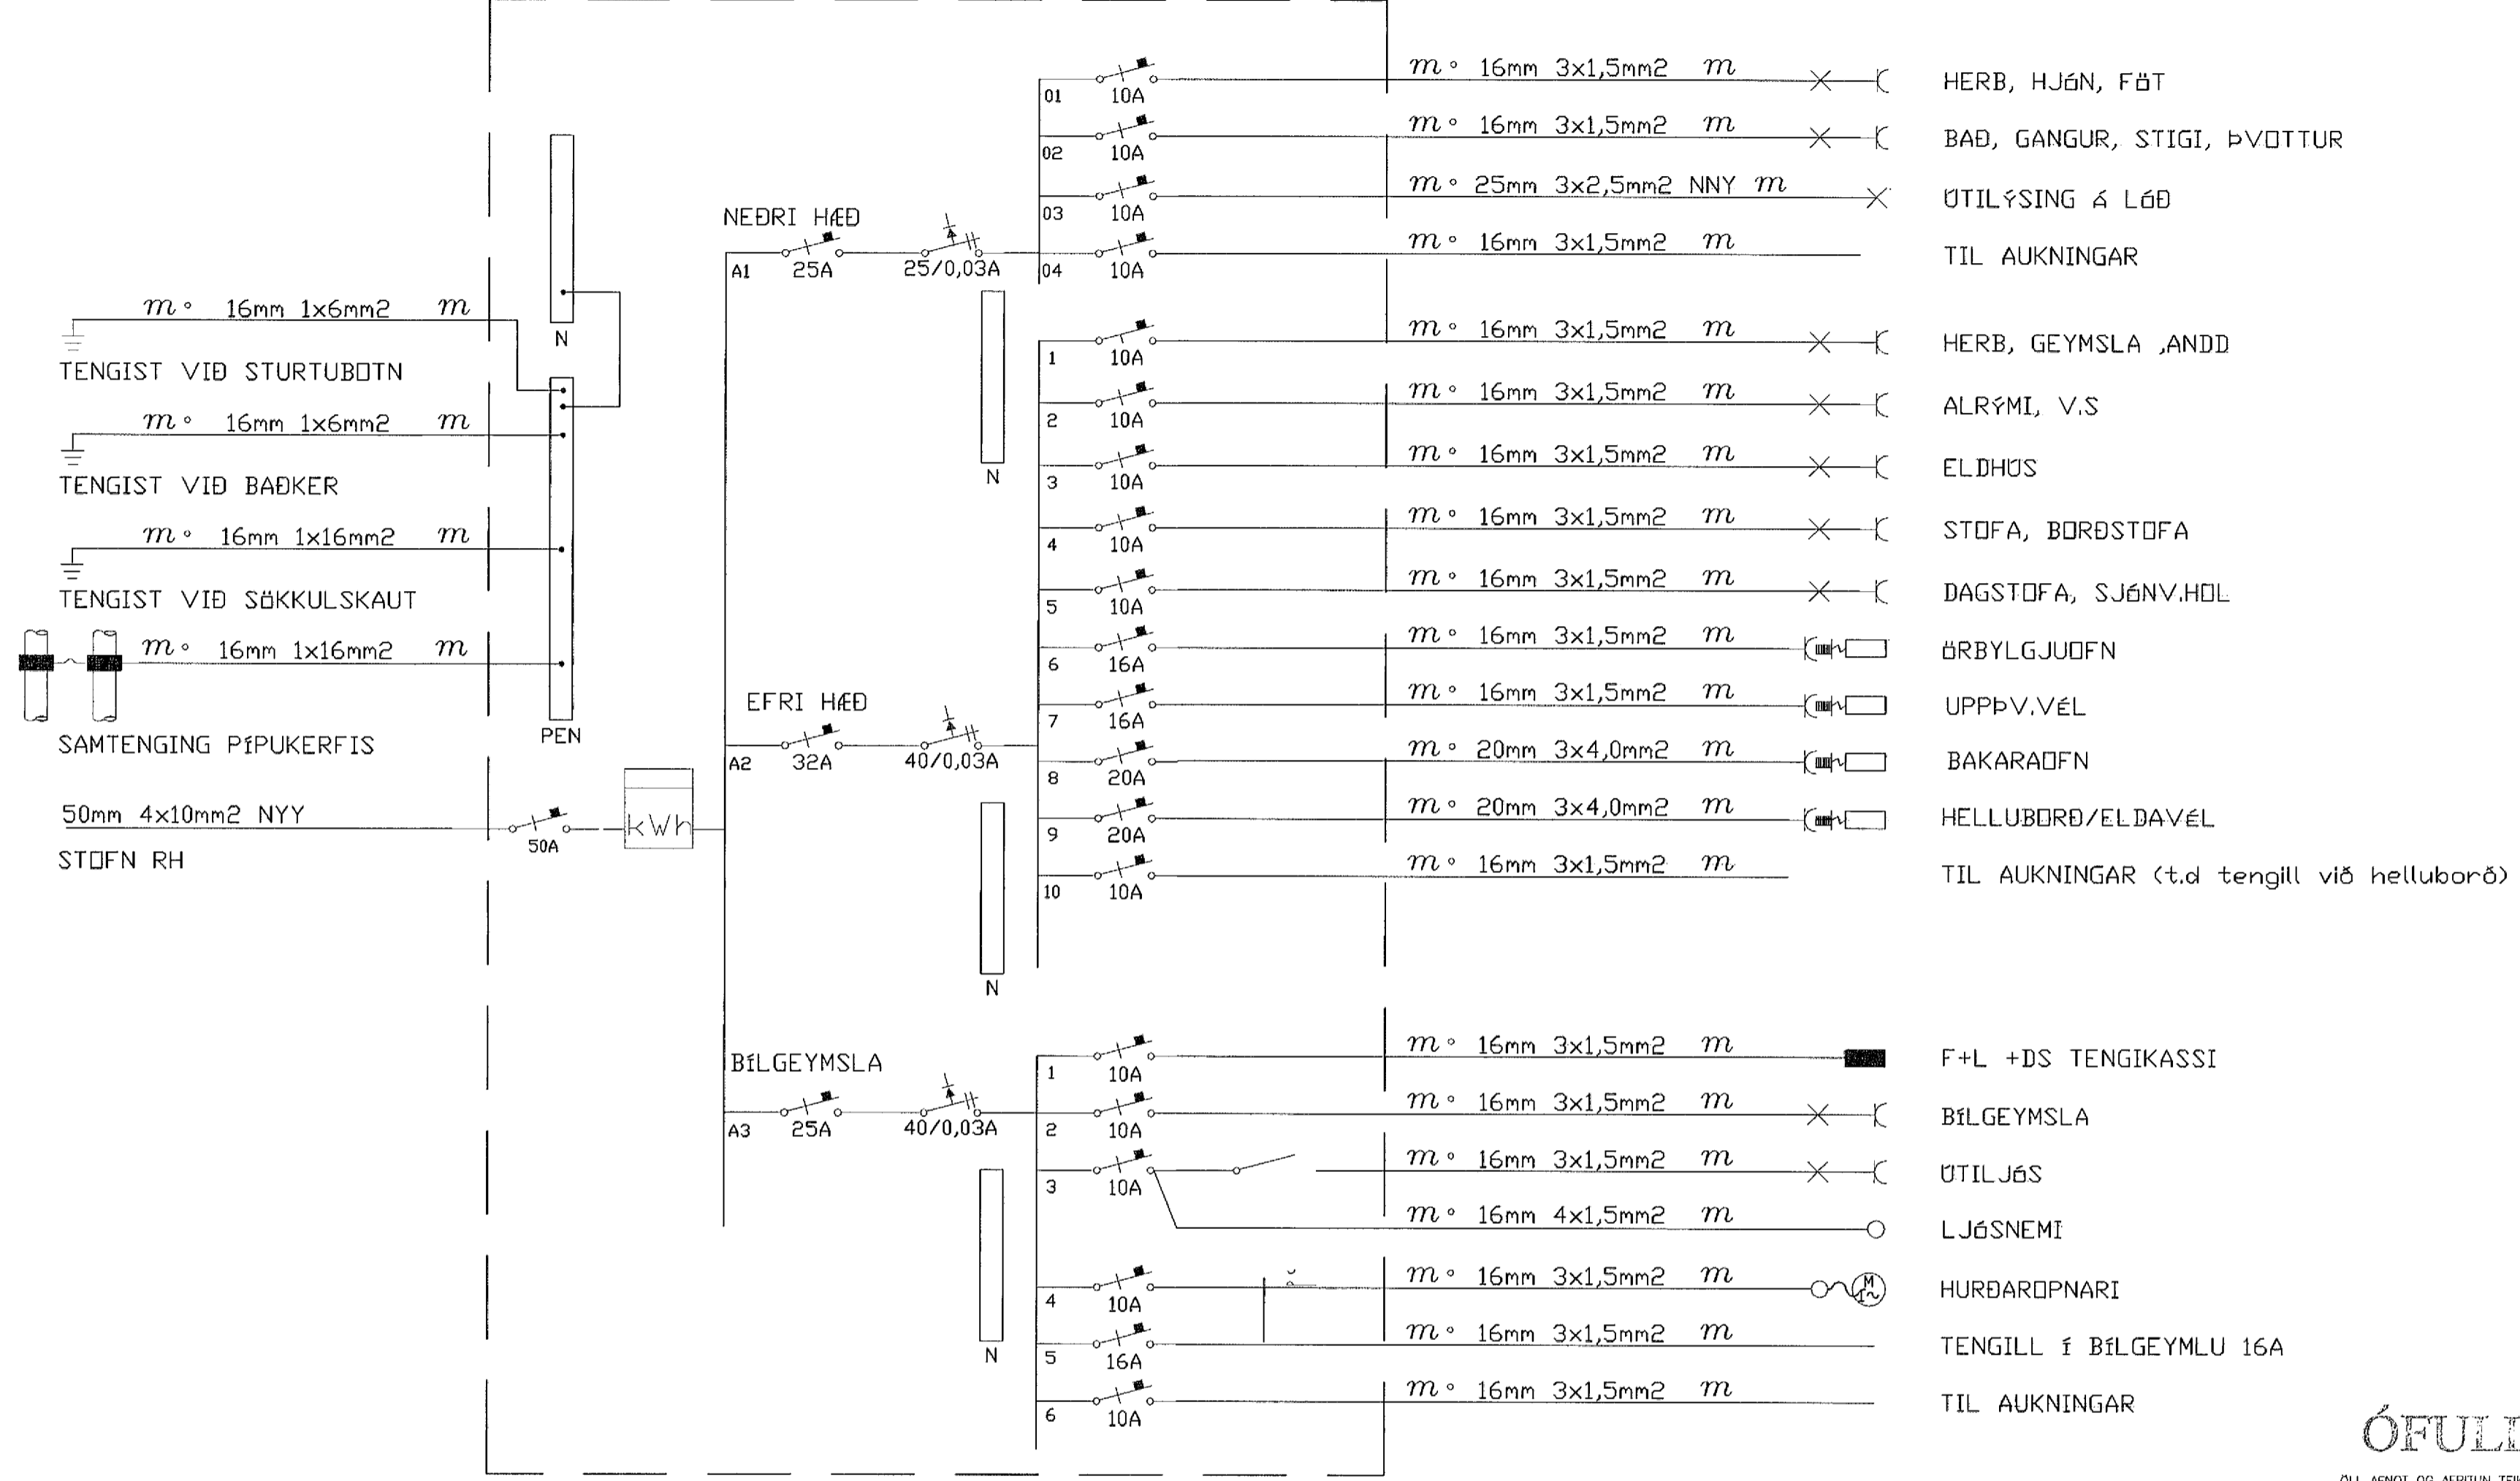 m° 16mm 1x6mm2 m
TENGIST VIÐ STURTUBOTN
m° 16mm 1x6mm2 m
TENGIST VIÐ BAÐKER
m° 16mm 1x16mm2 m
TENGIST VIÐ SÖKKULSKAUT
m° 16mm 1x16mm2 m
SAMTENGING PÍPUKERFIS
50mm 4x10mm2 NYY
STOFN RH
N
PEN
50A
kWh
NEÐRI HÆÐ
A1 25A 25/0,03A
N
01 10A m° 16mm 3x1,5mm2 m HERB, HJÓN, FÖT
02 10A m° 16mm 3x1,5mm2 m BAÐ, GANGUR, STIGI, ÞVOTTUR
03 10A m° 25mm 3x2,5mm2 NNY m ÚTILÝSING Á LÓÐ
04 10A m° 16mm 3x1,5mm2 m TIL AUKNINGAR
EFRI HÆÐ
A2 32A 40/0,03A
N
1 10A m° 16mm 3x1,5mm2 m HERB, GEYMSLA ,ANDD
2 10A m° 16mm 3x1,5mm2 m ALRÝMI, V.S
3 10A m° 16mm 3x1,5mm2 m ELDHÚS
4 10A m° 16mm 3x1,5mm2 m STOFA, BORÐSTOFA
5 10A m° 16mm 3x1,5mm2 m DAGSTOFA, SJÓNV.HOL
6 16A m° 16mm 3x1,5mm2 m ÖRBYLGJUOFN
7 16A m° 16mm 3x1,5mm2 m UPPÞV.VÉL
8 20A m° 20mm 3x4,0mm2 m BAKARAOFN
9 20A m° 20mm 3x4,0mm2 m HELLUBORÐ/ELDAVÉL
10 10A m° 16mm 3x1,5mm2 m TIL AUKNINGAR (t.d tengill við helluborð)
BÍLGEYMSLA
A3 25A 40/0,03A
N
1 10A m° 16mm 3x1,5mm2 m F+L +DS TENGIKASSI
2 10A m° 16mm 3x1,5mm2 m BÍLGEYMSLA
3 10A m° 16mm 3x1,5mm2 m ÚTILJÓS
m° 16mm 4x1,5mm2 m LJÓSNEMI
4 10A m° 16mm 3x1,5mm2 m M 1~ HURÐAROPNARI
5 16A m° 16mm 3x1,5mm2 m TENGILL Í BÍLGEYMLU 16A
6 10A m° 16mm 3x1,5mm2 m TIL AUKNINGAR